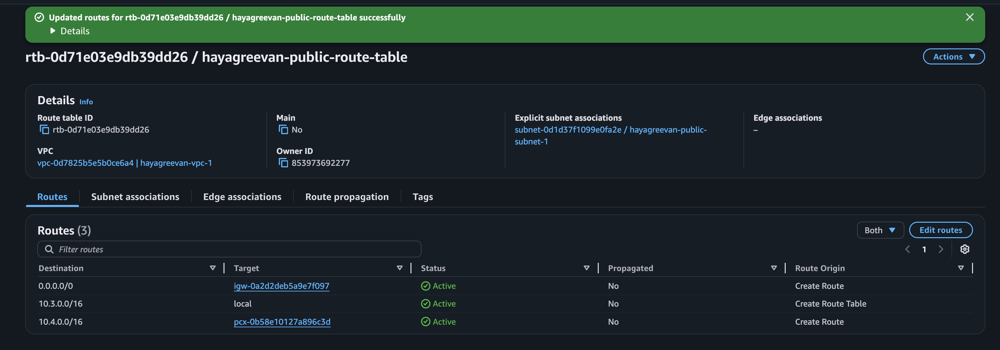 Updated routes for rtb-0d71e03e9db39dd26 / hayagreevan-public-route-table successfully
Details
rtb-0d71e03e9db39dd26 / hayagreevan-public-route-table
Actions
Details Info
Route table ID
rtb-0d71e03e9db39dd26
Main
No
Explicit subnet associations
subnet-0d1d37f1099e0fa2e / hayagreevan-public-
subnet-1
Edge associations
–
VPC
vpc-0d7825b5e5b0ce6a4 | hayagreevan-vpc-1
Owner ID
853973692277
Routes Subnet associations Edge associations Route propagation Tags
Routes (3)
Both Edit routes
Filter routes
1
Destination Target Status Propagated Route Origin
0.0.0.0/0 igw-0a2d2deb5a9e7f097 Active No Create Route
10.3.0.0/16 local Active No Create Route Table
10.4.0.0/16 pcx-0b58e10127a896c3d Active No Create Route